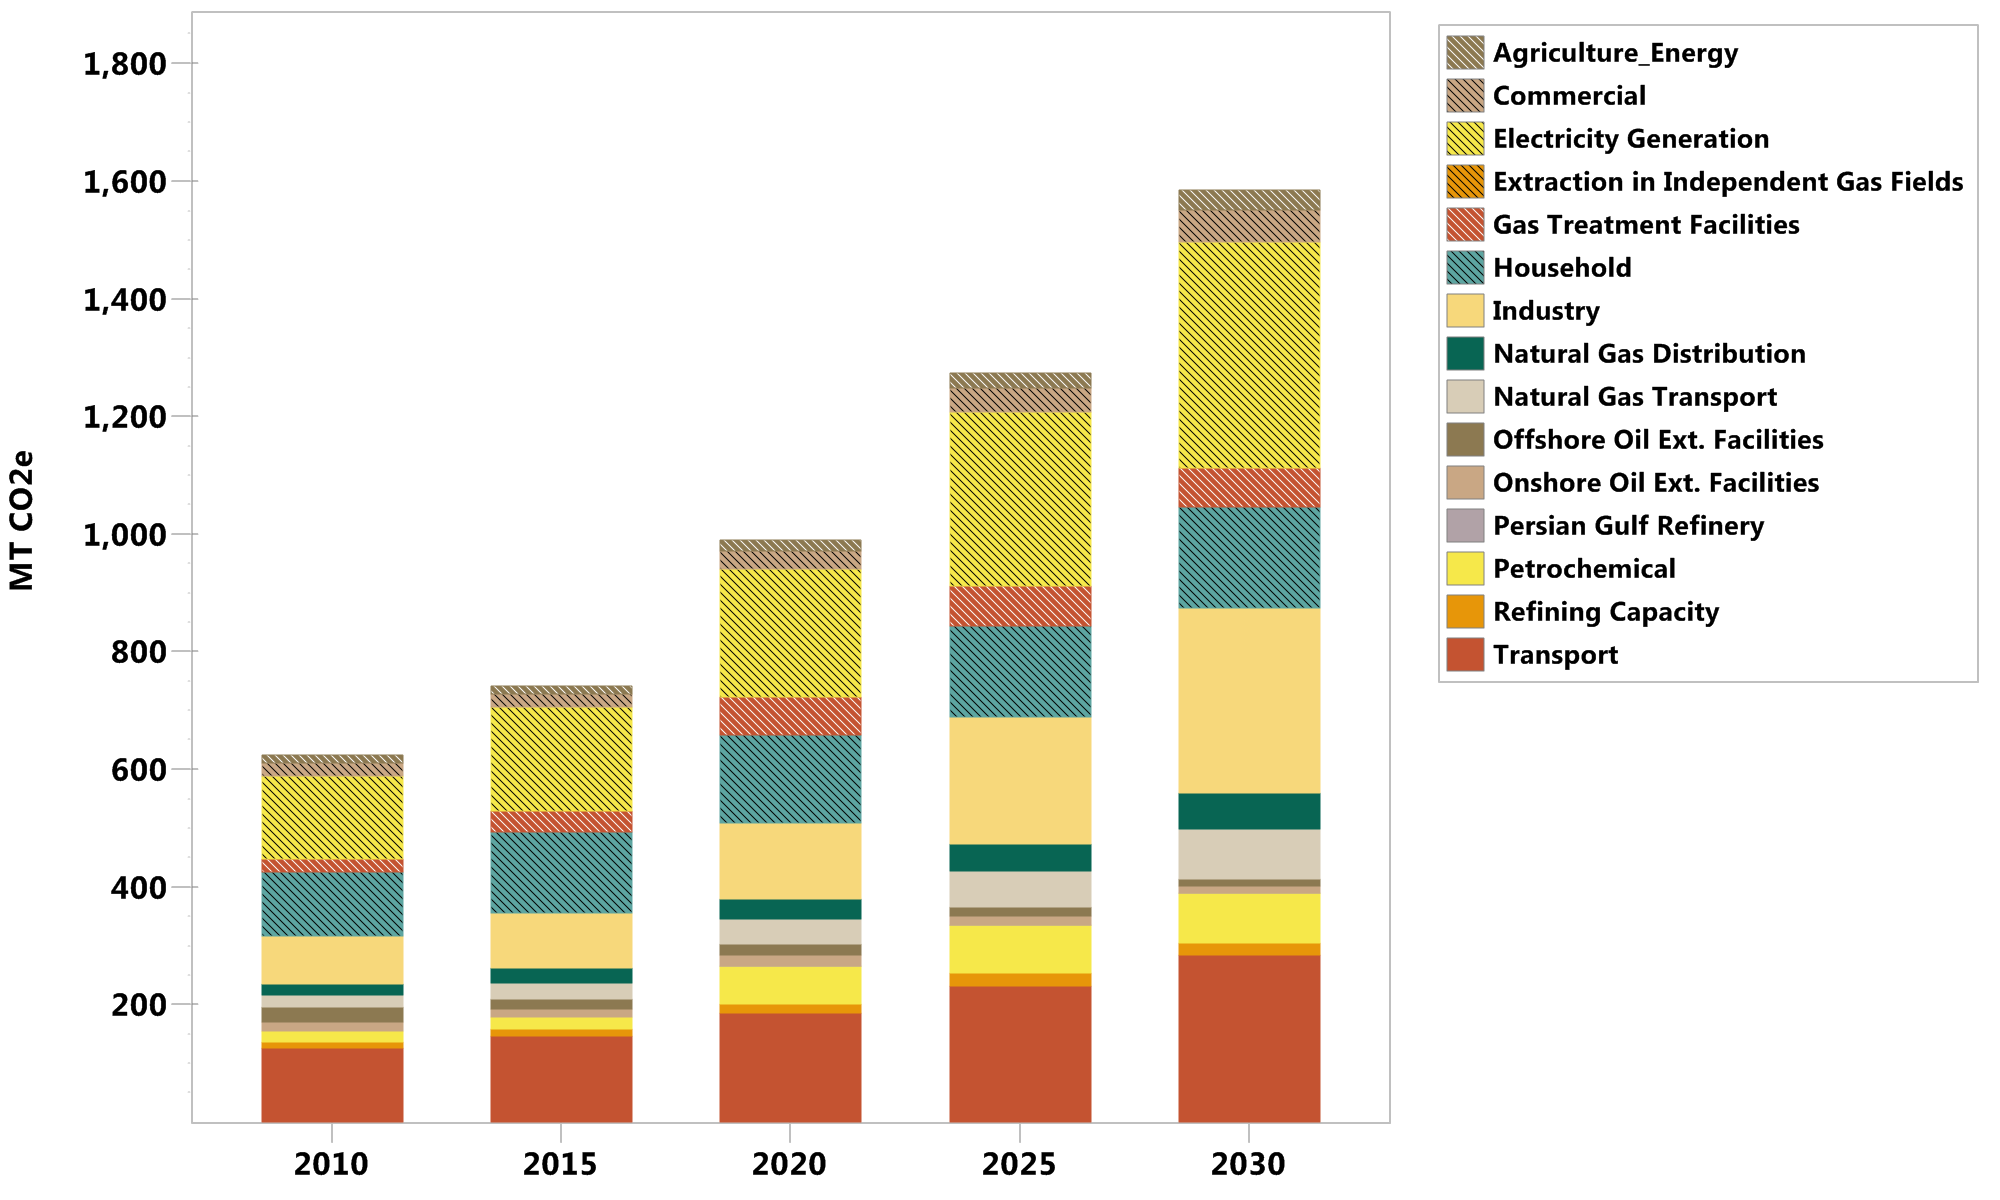 1,800
1,600
1,400
1,200
1,000
800
600
400
200
MT CO2e
2010
2015
2020
2025
2030
Agriculture_Energy
Commercial
Electricity Generation
Extraction in Independent Gas Fields
Gas Treatment Facilities
Household
Industry
Natural Gas Distribution
Natural Gas Transport
Offshore Oil Ext. Facilities
Onshore Oil Ext. Facilities
Persian Gulf Refinery
Petrochemical
Refining Capacity
Transport